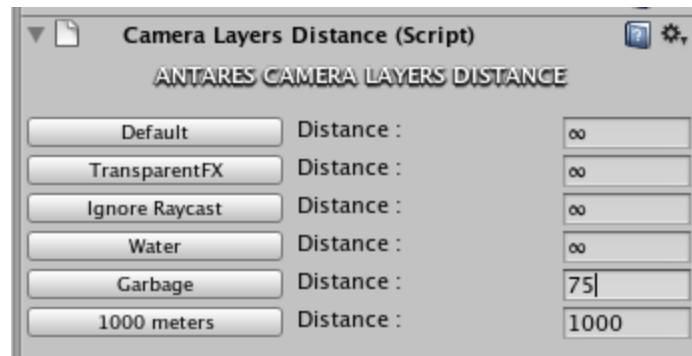 Camera Layers Distance (Script)
ANTARES CAMERA LAYERS DISTANCE
Default Distance : ∞
TransparentFX Distance : ∞
Ignore Raycast Distance : ∞
Water Distance : ∞
Garbage Distance : 75
1000 meters Distance : 1000